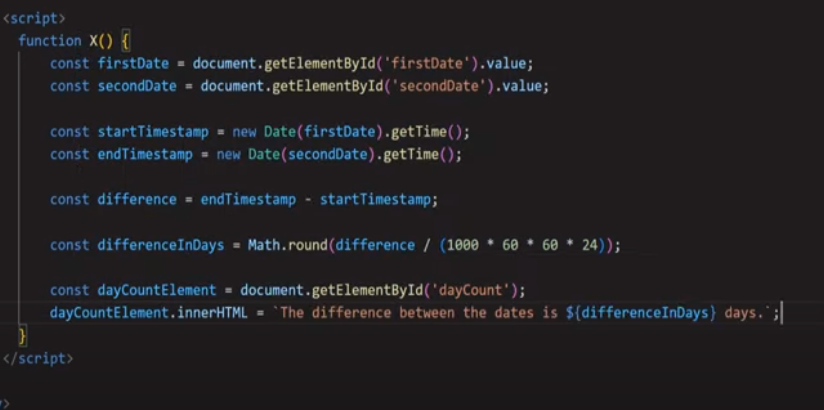 <script>
function X() {
const firstDate = document.getElementById('firstDate').value;
const secondDate = document.getElementById('secondDate').value;
const startTimestamp = new Date(firstDate).getTime();
const endTimestamp = new Date(secondDate).getTime();
const difference = endTimestamp - startTimestamp;
const differenceInDays = Math.round(difference / (1000 * 60 * 60 * 24));
const dayCountElement = document.getElementById('dayCount');
dayCountElement.innerHTML = `The difference between the dates is ${differenceInDays} days.`;
}
</script>
>